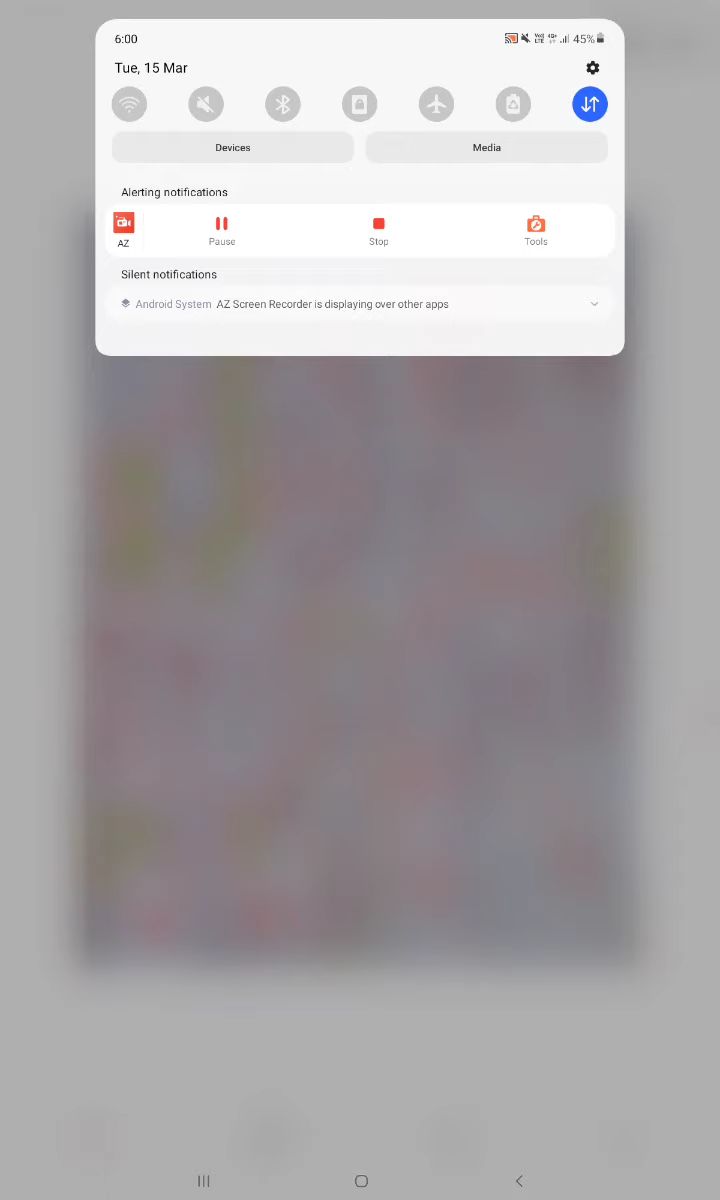 6:00 45%
Tue, 15 Mar
Devices Media
Alerting notifications
AZ Pause Stop Tools
Silent notifications
Android System AZ Screen Recorder is displaying over other apps